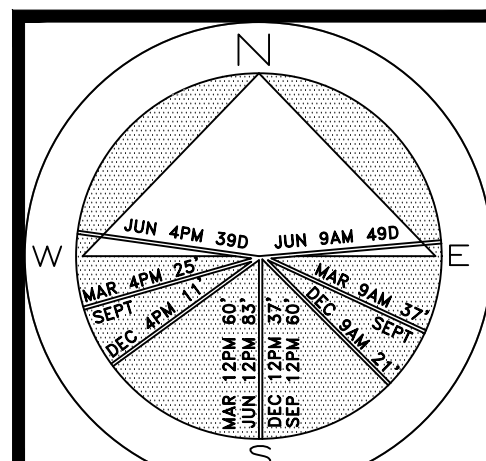 N
JUN 4PM 39D
JUN 9AM 49D
W
E
MAR 4PM 25'
SEPT
MAR 9AM 37'
SEPT
DEC 4PM 11'
DEC 9AM 21'
MAR 12PM 60'
JUN 12PM 83'
DEC 12PM 37'
SEP 12PM 60'
S